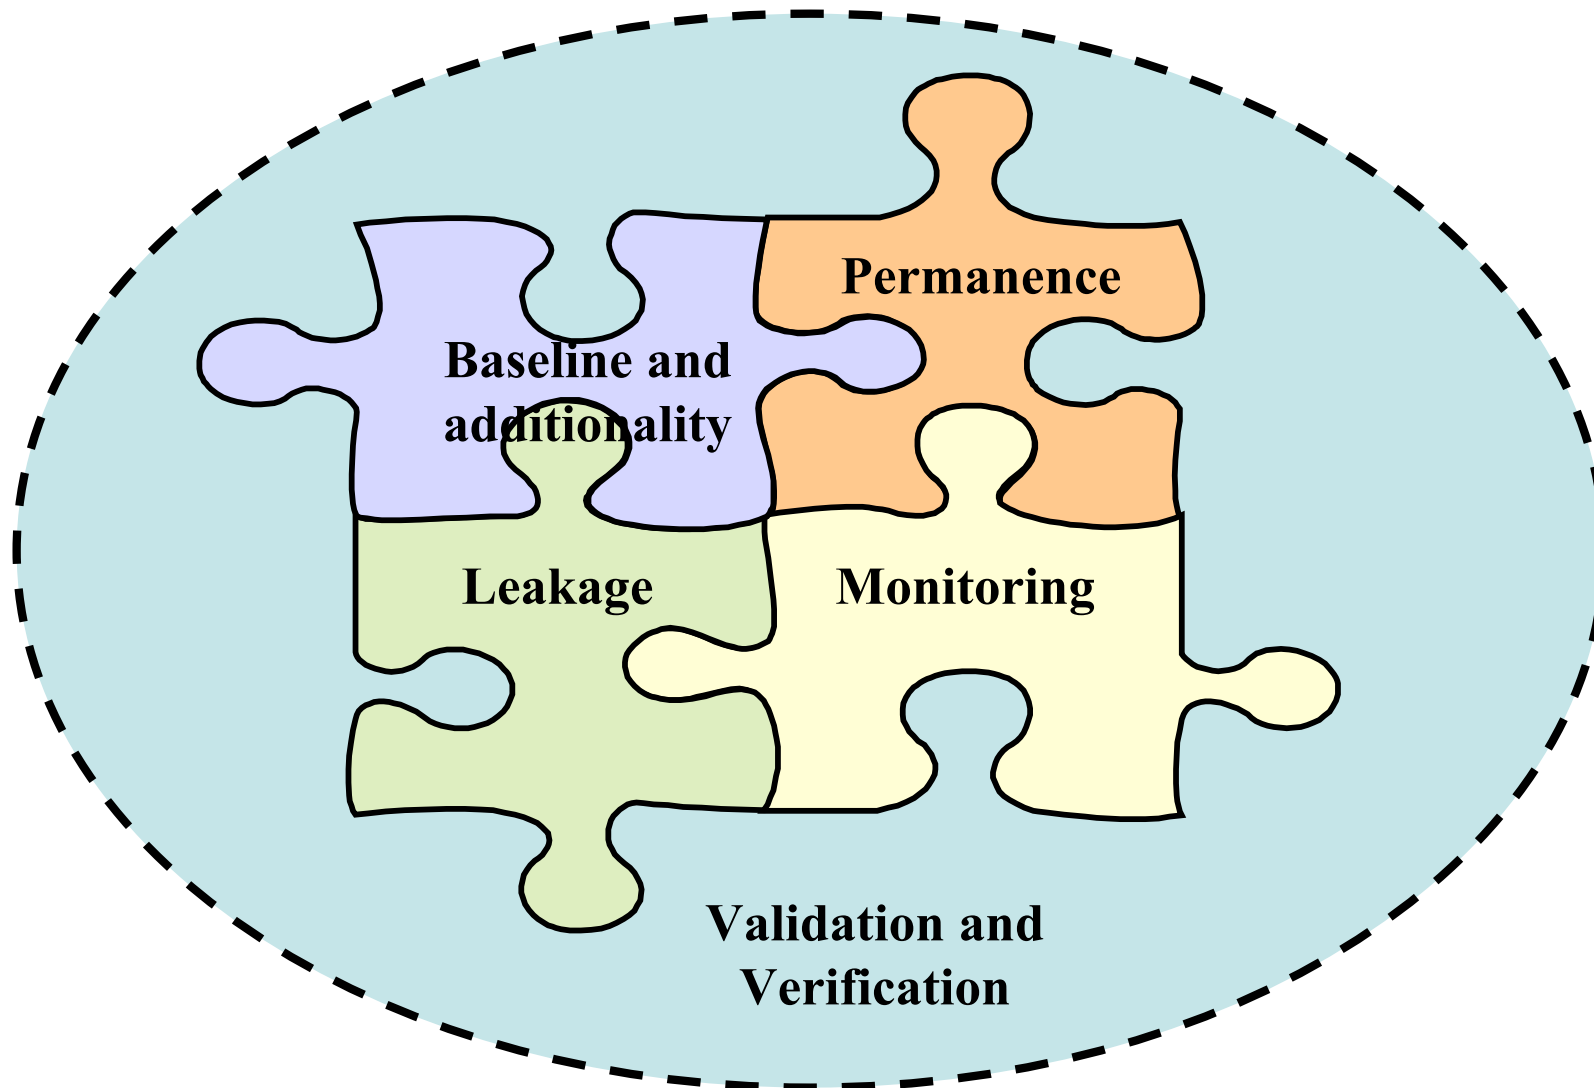 Permanence
Baseline and
additionality
Leakage
Monitoring
Validation and
Verification